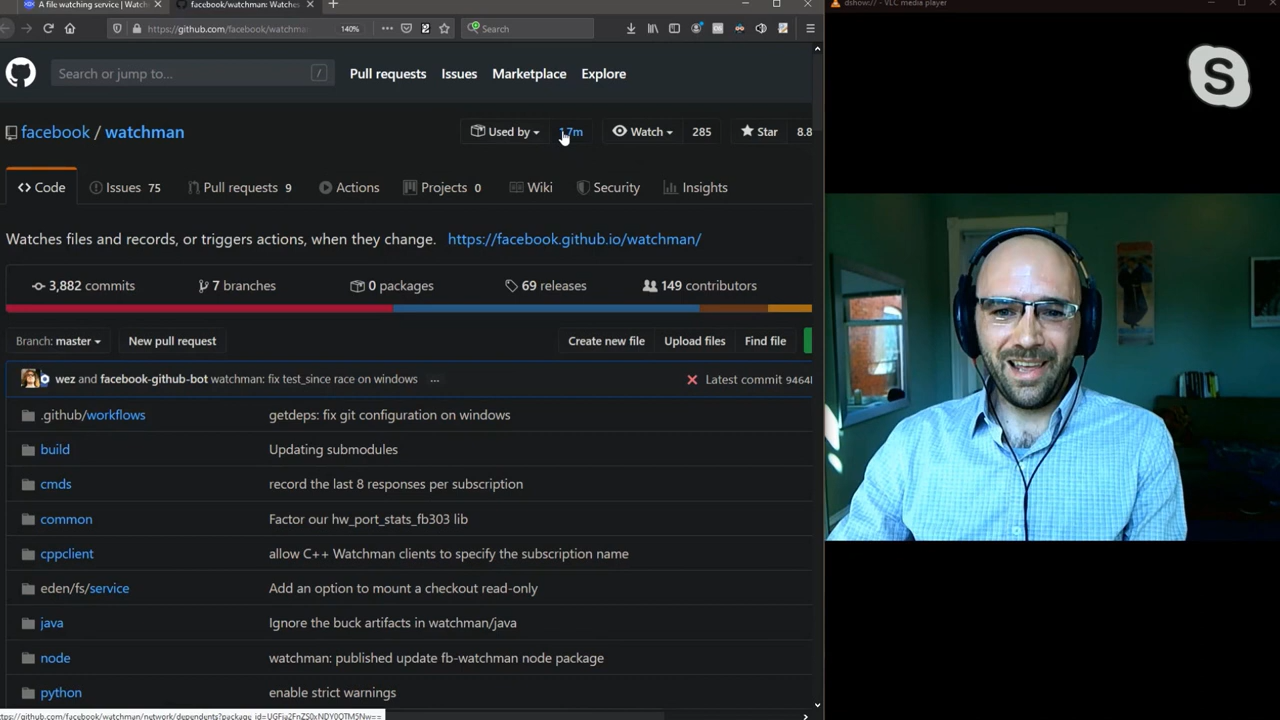 A file watching service | Watch
facebook/watchman: Watches
dshow:// - VLC media player
https://github.com/facebook/watchma
140%
Search
Search or jump to…
/
Pull requests
Issues
Marketplace
Explore
S
facebook / watchman
Used by
Watch
285
Star
8.8
Code
Issues 75
Pull requests 9
Actions
Projects 0
Wiki
Security
Insights
Watches files and records, or triggers actions, when they change. https://facebook.github.io/watchman/
3,882 commits
7 branches
0 packages
69 releases
149 contributors
Branch: master
New pull request
Create new file
Upload files
Find file
wez and facebook-github-bot watchman: fix test_since race on windows …
Latest commit 9464
.github/workflows getdeps: fix git configuration on windows
build Updating submodules
cmds record the last 8 responses per subscription
common Factor our hw_port_stats_fb303 lib
cppclient allow C++ Watchman clients to specify the subscription name
eden/fs/service Add an option to mount a checkout read-only
java Ignore the buck artifacts in watchman/java
node watchman: published update fb-watchman node package
python enable strict warnings